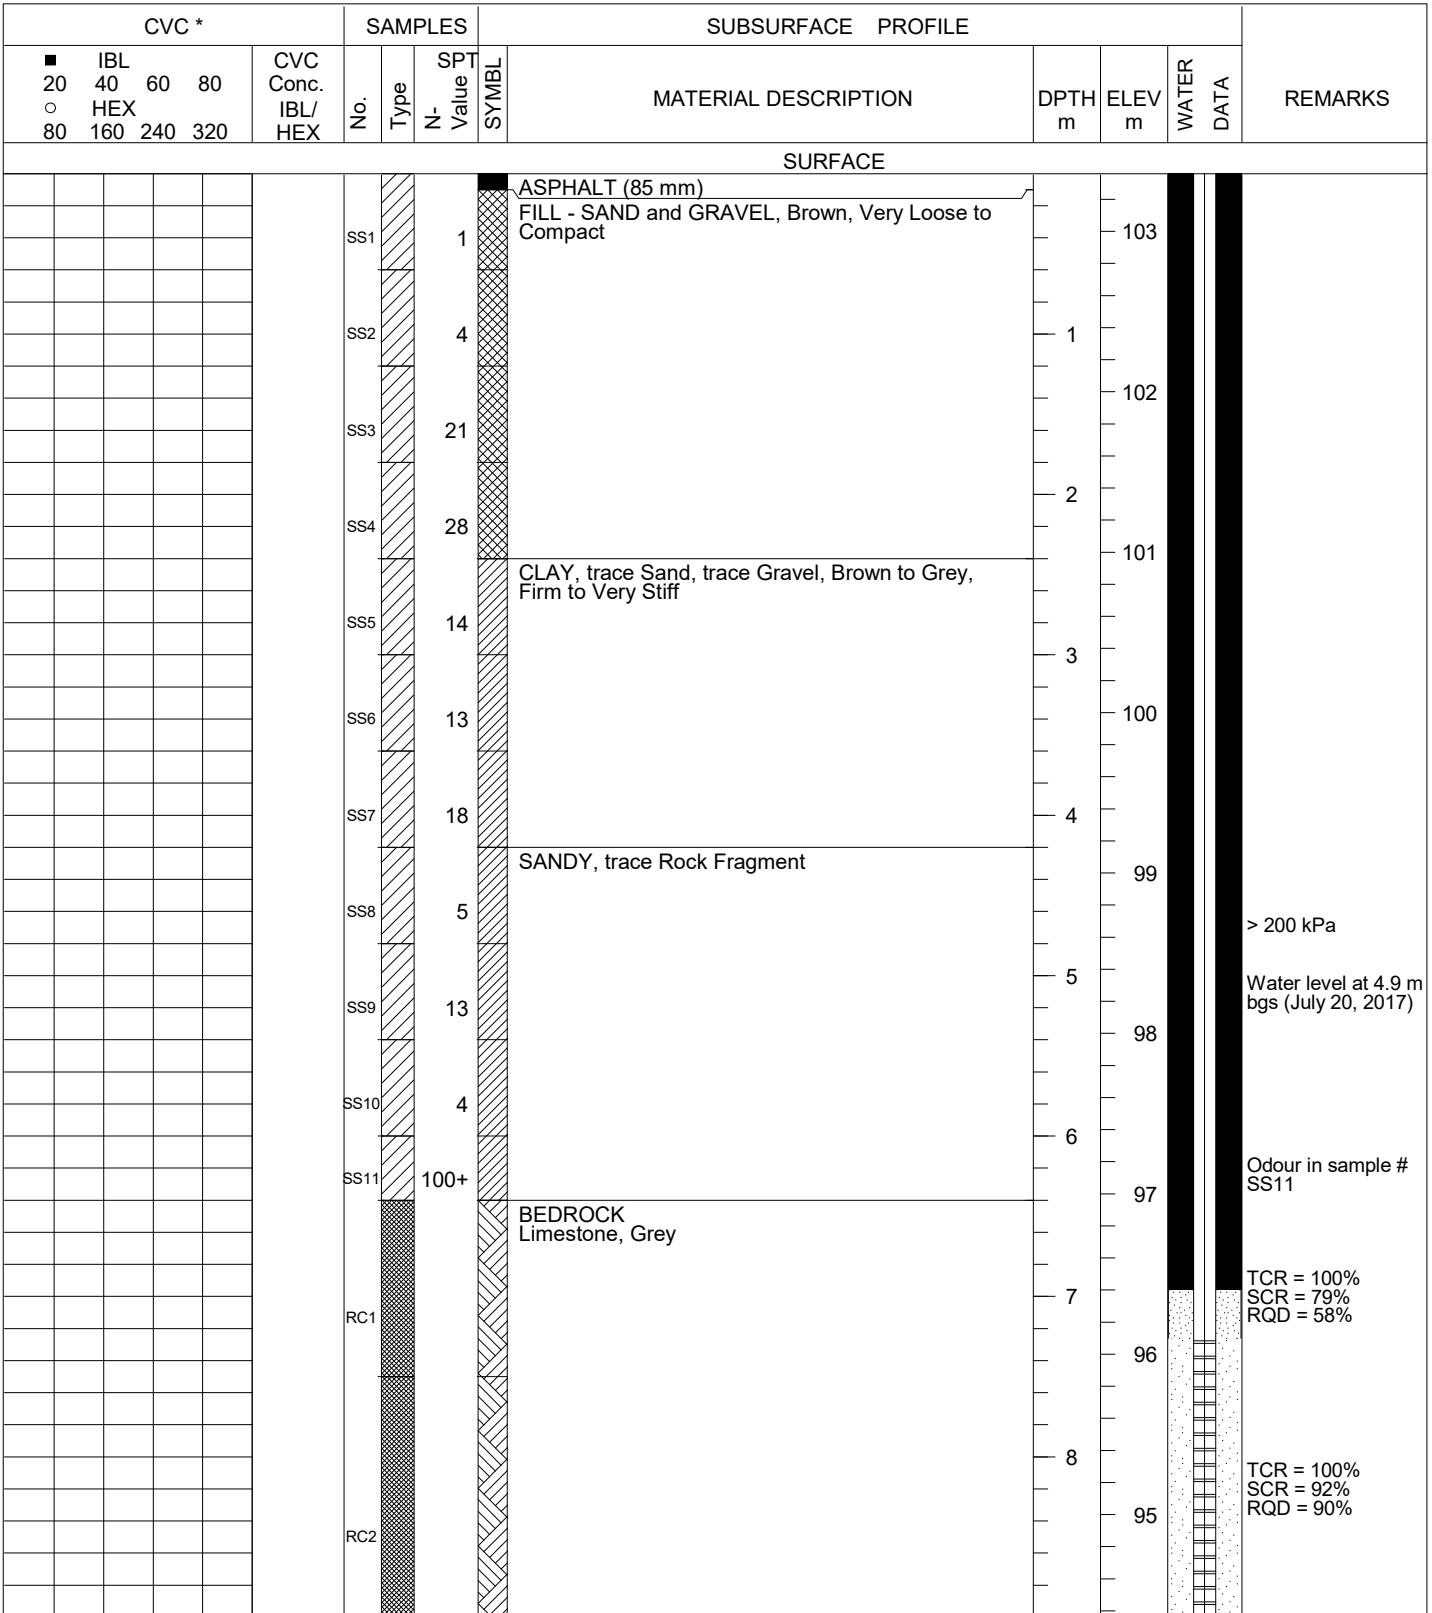 CVC * SAMPLES SUBSURFACE PROFILE
■ IBL
20 40 60 80
○ HEX
80 160 240 320
CVC
Conc.
IBL/
HEX
No.
Type
SPT
N-
Value
SYMBL
MATERIAL DESCRIPTION
DPTH
m
ELEV
m
WATER
DATA
REMARKS
SURFACE
ASPHALT (85 mm)
FILL - SAND and GRAVEL, Brown, Very Loose to
Compact
SS1 1 103
SS2 4 1
102
SS3 21
2
SS4 28
101
CLAY, trace Sand, trace Gravel, Brown to Grey,
Firm to Very Stiff
SS5 14
3
SS6 13 100
SS7 18 4
SANDY, trace Rock Fragment
99
SS8 5
> 200 kPa
5
Water level at 4.9 m
bgs (July 20, 2017)
SS9 13
98
SS10 4
6
Odour in sample #
SS11
SS11 100+
97
BEDROCK
Limestone, Grey
TCR = 100%
SCR = 79%
RQD = 58%
7
RC1
96
8
TCR = 100%
SCR = 92%
RQD = 90%
95
RC2